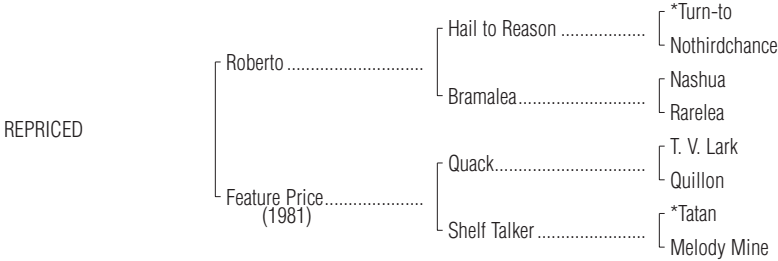 *Turn-to
Hail to Reason ..................
Nothirdchance
Roberto .............................
Nashua
Bramalea...........................
Rarelea
REPRICED
T. V. Lark
Quack................................
Quillon
Feature Price.....................
(1981)
*Tatan
Shelf Talker .......................
Melody Mine